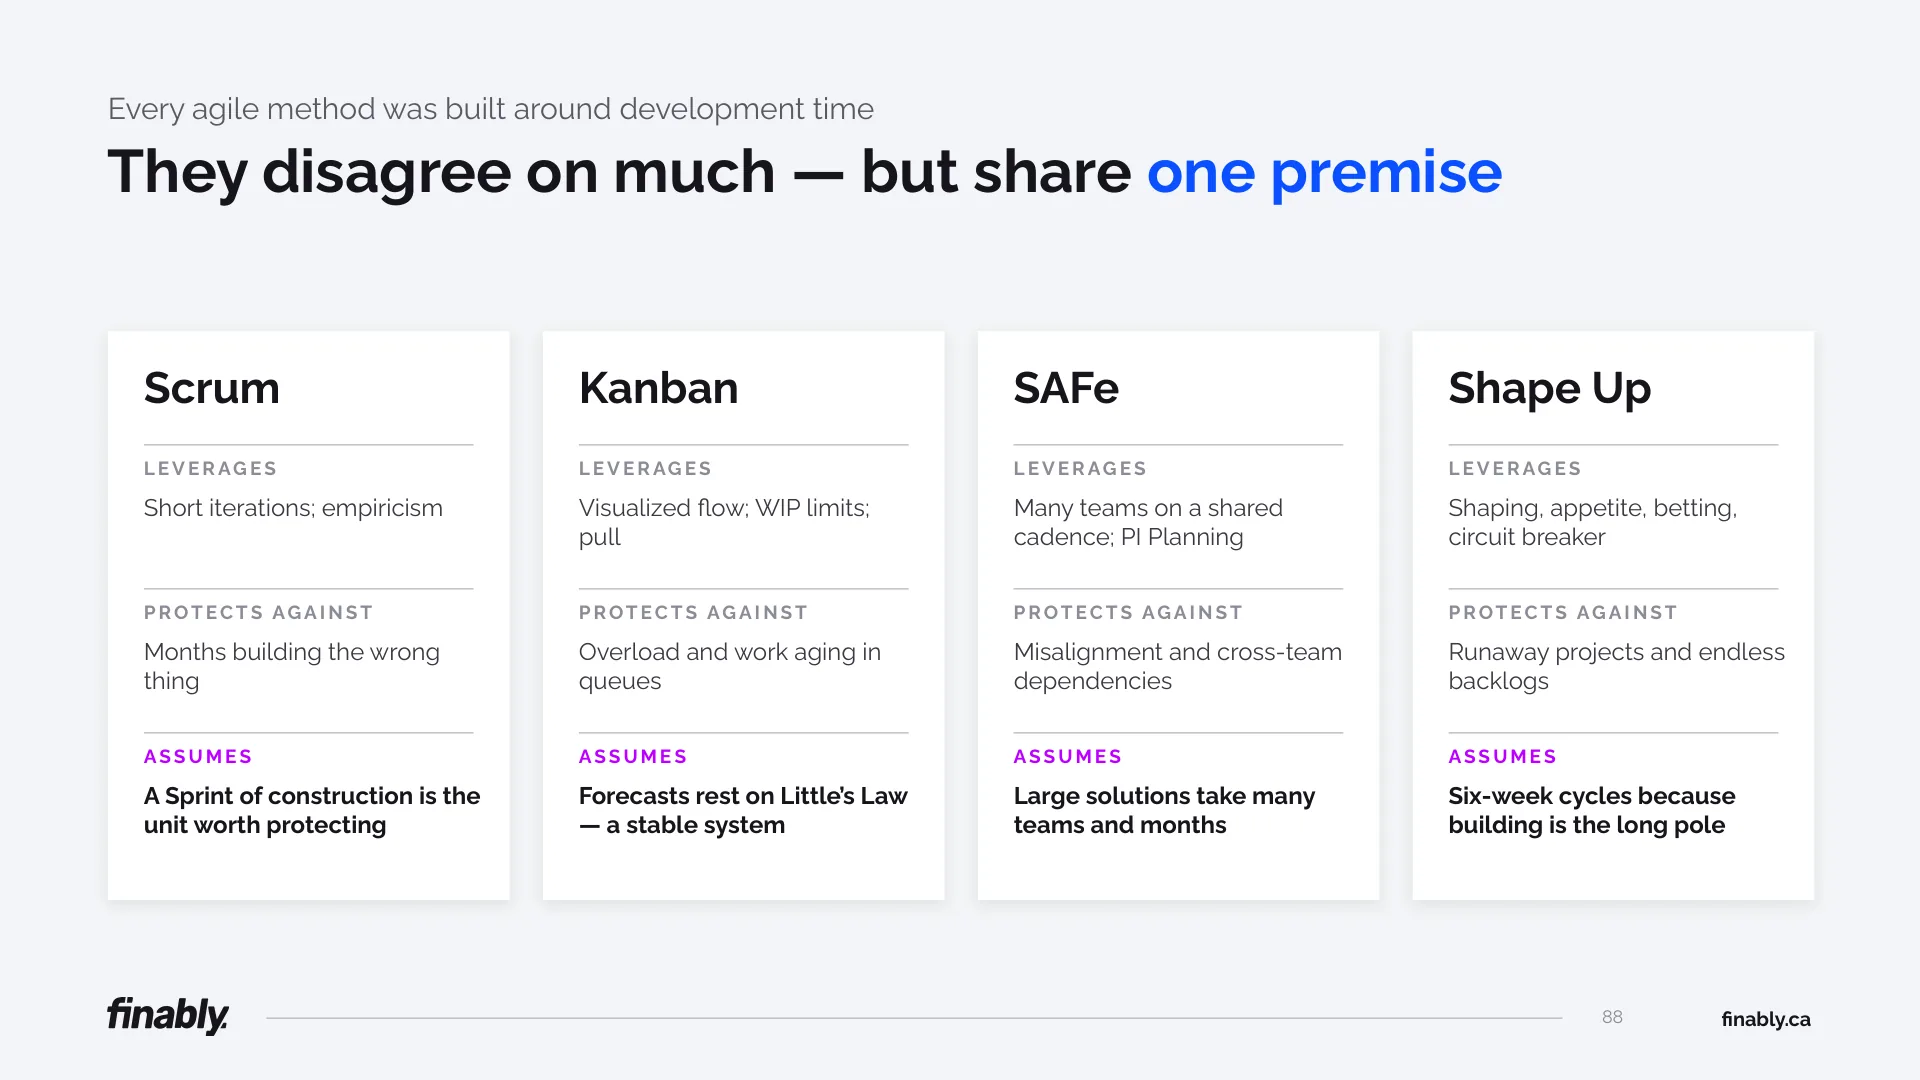 Every agile method was built around development time
They disagree on much — but share one premise
Scrum
LEVERAGES
Short iterations; empiricism
PROTECTS AGAINST
Months building the wrong
thing
ASSUMES
A Sprint of construction is the
unit worth protecting
Kanban
LEVERAGES
Visualized flow; WIP limits;
pull
PROTECTS AGAINST
Overload and work aging in
queues
ASSUMES
Forecasts rest on Little’s Law
— a stable system
SAFe
LEVERAGES
Many teams on a shared
cadence; PI Planning
PROTECTS AGAINST
Misalignment and cross-team
dependencies
ASSUMES
Large solutions take many
teams and months
Shape Up
LEVERAGES
Shaping, appetite, betting,
circuit breaker
PROTECTS AGAINST
Runaway projects and endless
backlogs
ASSUMES
Six-week cycles because
building is the long pole
finably.
88
finably.ca